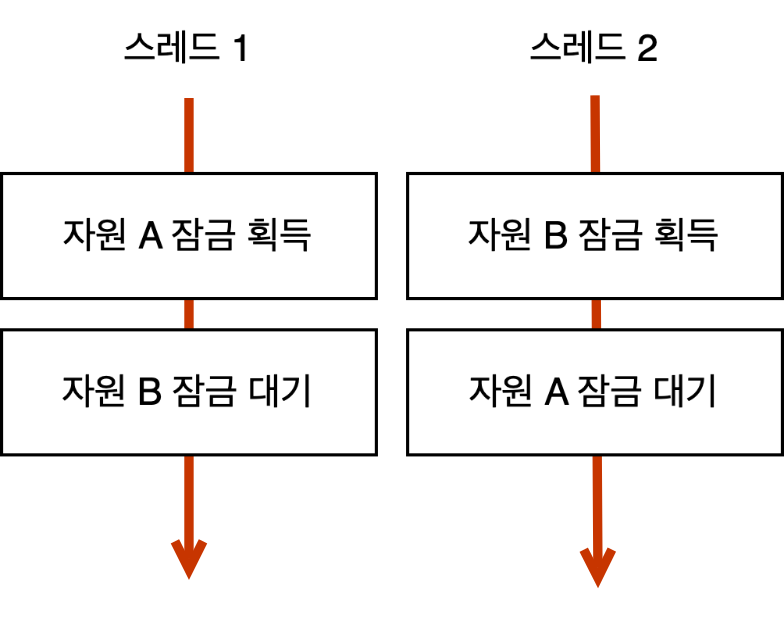 스레드 1
스레드 2
자원 A 잠금 획득
자원 B 잠금 획득
자원 B 잠금 대기
자원 A 잠금 대기